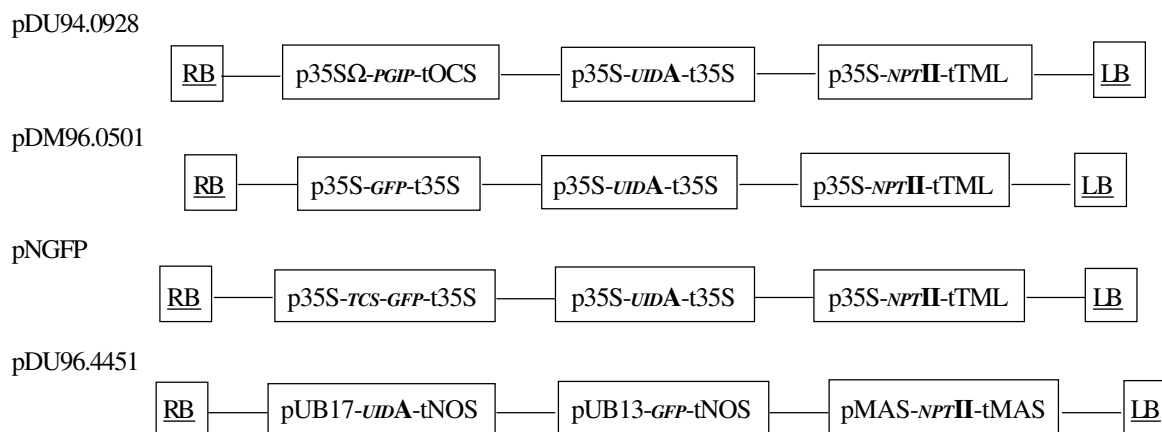 pDU94.0928
RB p35SΩ-PGIP-tOCS p35S-UIDA-t35S p35S-NPTII-tTML LB
pDM96.0501
RB p35S-GFP-t35S p35S-UIDA-t35S p35S-NPTII-tTML LB
pNGFP
RB p35S-TCS-GFP-t35S p35S-UIDA-t35S p35S-NPTII-tTML LB
pDU96.4451
RB pUB17-UIDA-tNOS pUB13-GFP-tNOS pMAS-NPTII-tMAS LB